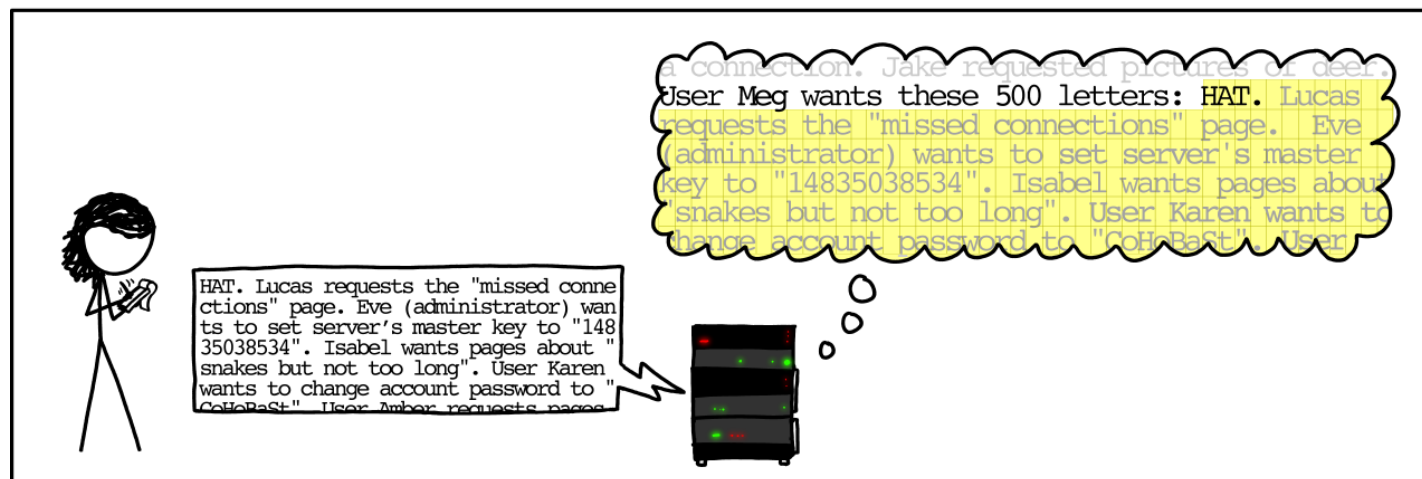 a connection. Jake requested pictures of deer.
User Meg wants these 500 letters: HAT. Lucas
requests the "missed connections" page. Eve
(administrator) wants to set server's master
key to "14835038534". Isabel wants pages about
"snakes but not too long". User Karen wants to
change account password to "CoHoBaSt". User
HAT. Lucas requests the "missed conne
ctions" page. Eve (administrator) wan
ts to set server's master key to "148
35038534". Isabel wants pages about "
snakes but not too long". User Karen
wants to change account password to "
CoHoBaSt". User Amber requests pages